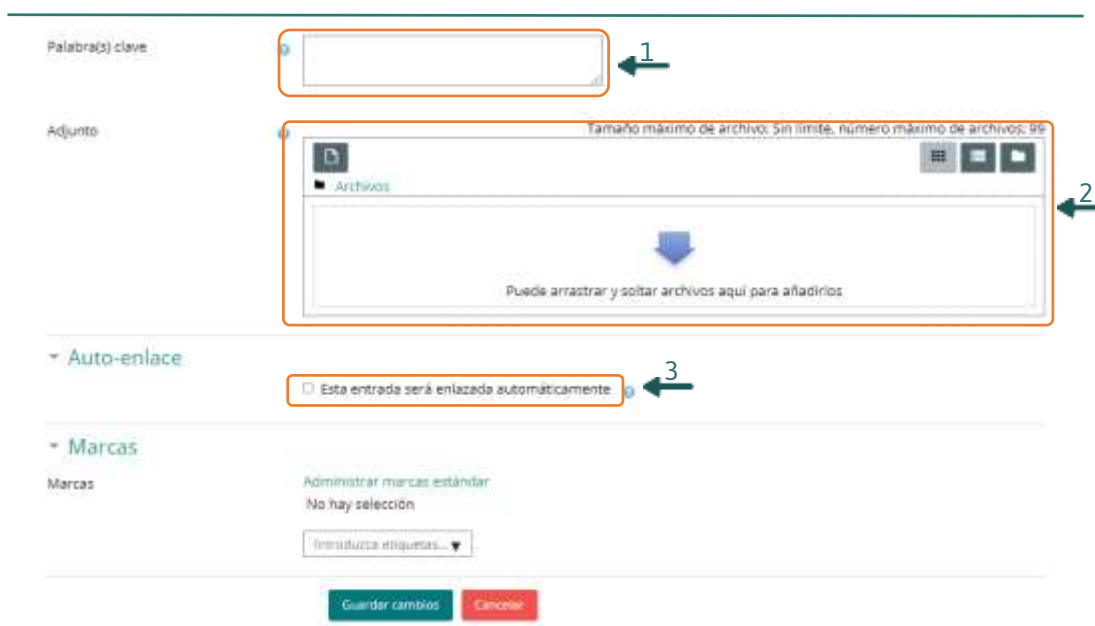 Palabra(s) clave
1
Adjunto
Tamaño máximo de archivo: Sin límite, número máximo de archivos: 99
Archivos
2
Puede arrastrar y soltar archivos aquí para añadirlos
Auto-enlace
3
Esta entrada será enlazada automáticamente
Marcas
Marcas
Administrar marcas estándar
No hay selección
Introduzca etiquetas...
Guardar cambios
Cancelar